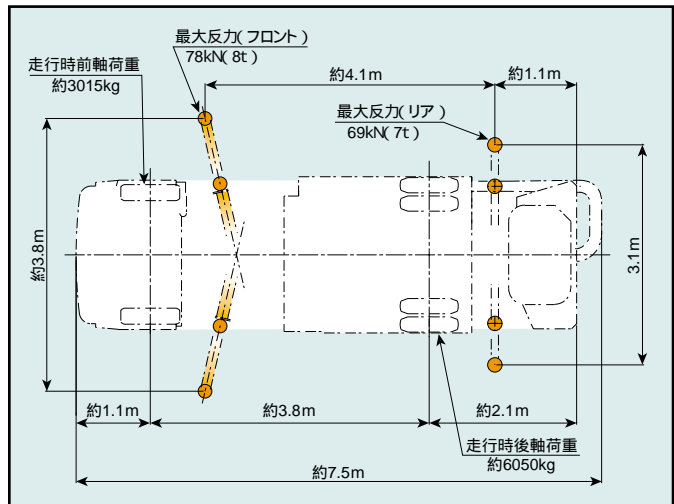 最大反力(フロント)
78kN(8t)
走行時前軸荷重
約3015kg
約4.1m
約1.1m
最大反力(リア)
69kN(7t)
約3.8m
3.1m
約1.1m
約3.8m
約2.1m
走行時後軸荷重
約6050kg
約7.5m